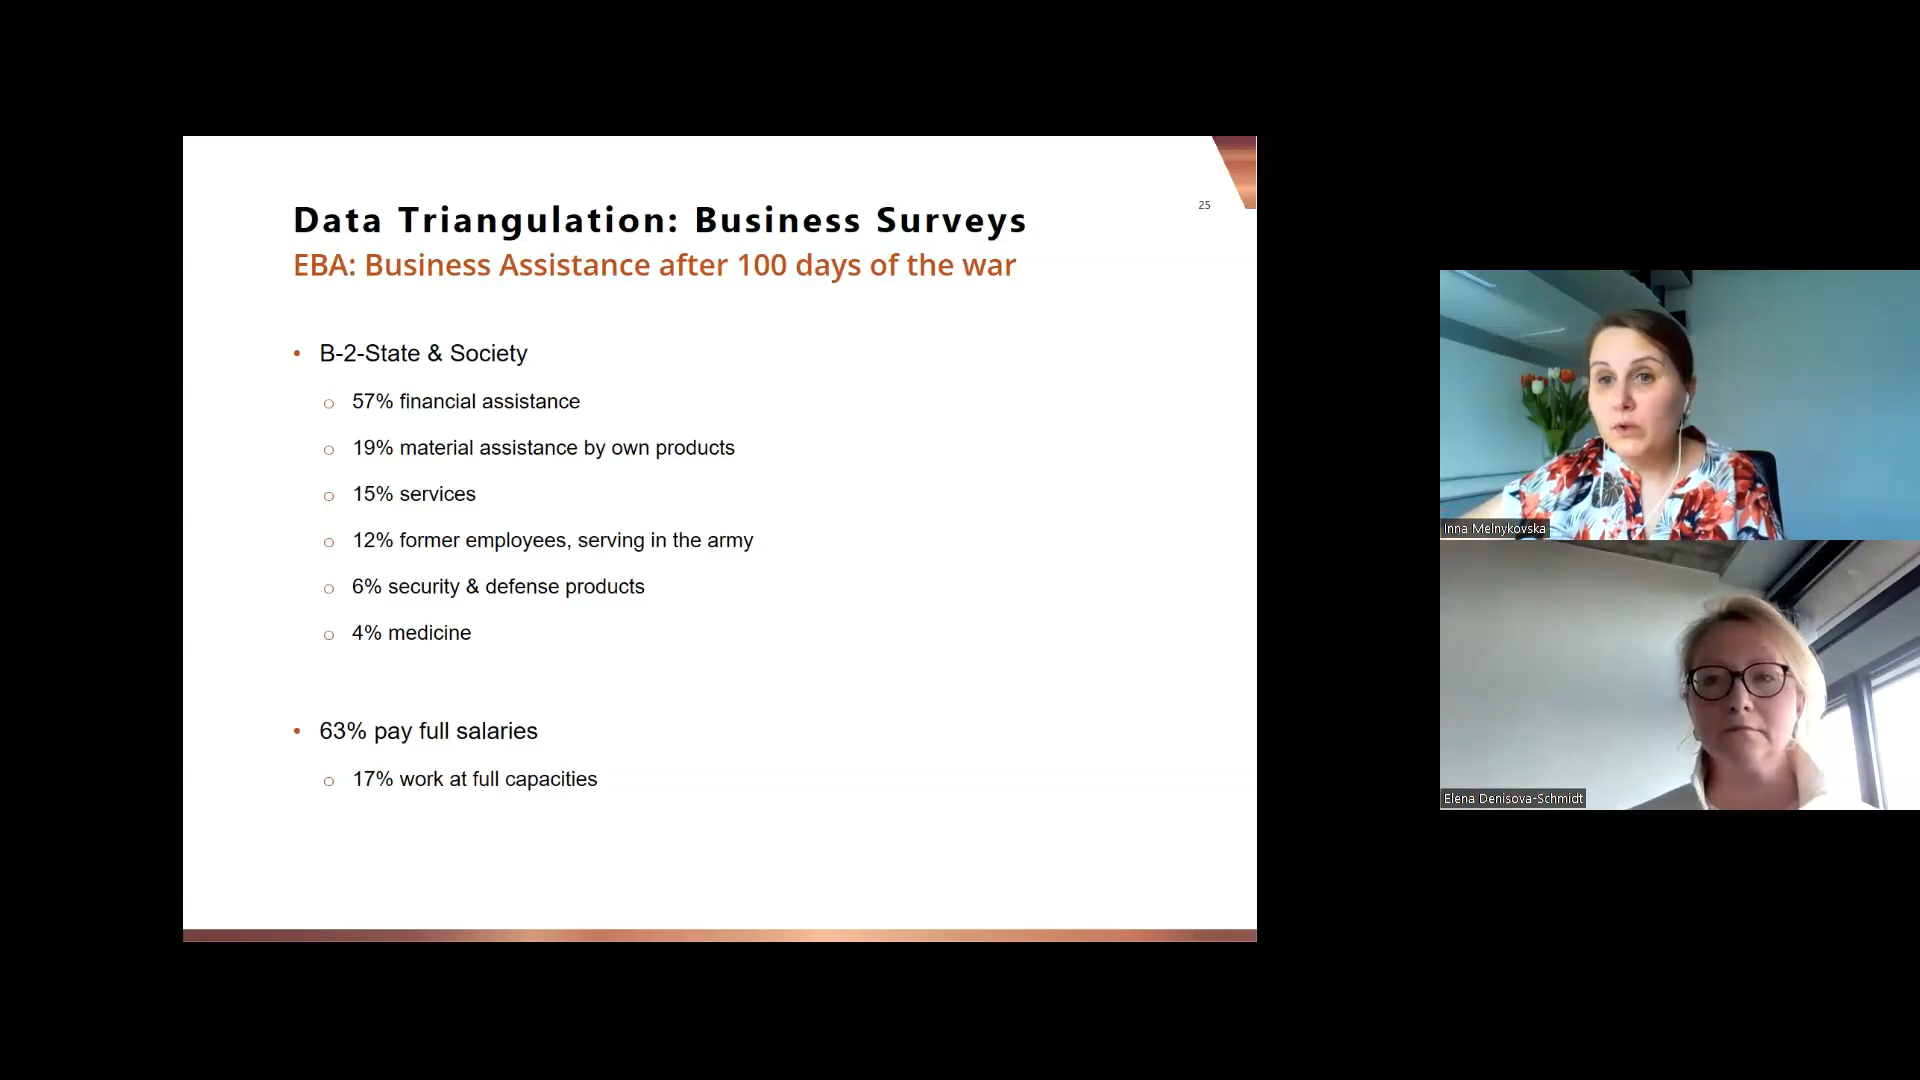 25
Data Triangulation: Business Surveys
EBA: Business Assistance after 100 days of the war
• B-2-State & Society
o 57% financial assistance
o 19% material assistance by own products
o 15% services
o 12% former employees, serving in the army
o 6% security & defense products
o 4% medicine
• 63% pay full salaries
o 17% work at full capacities
Inna Melnykovska
Elena Denisova-Schmidt